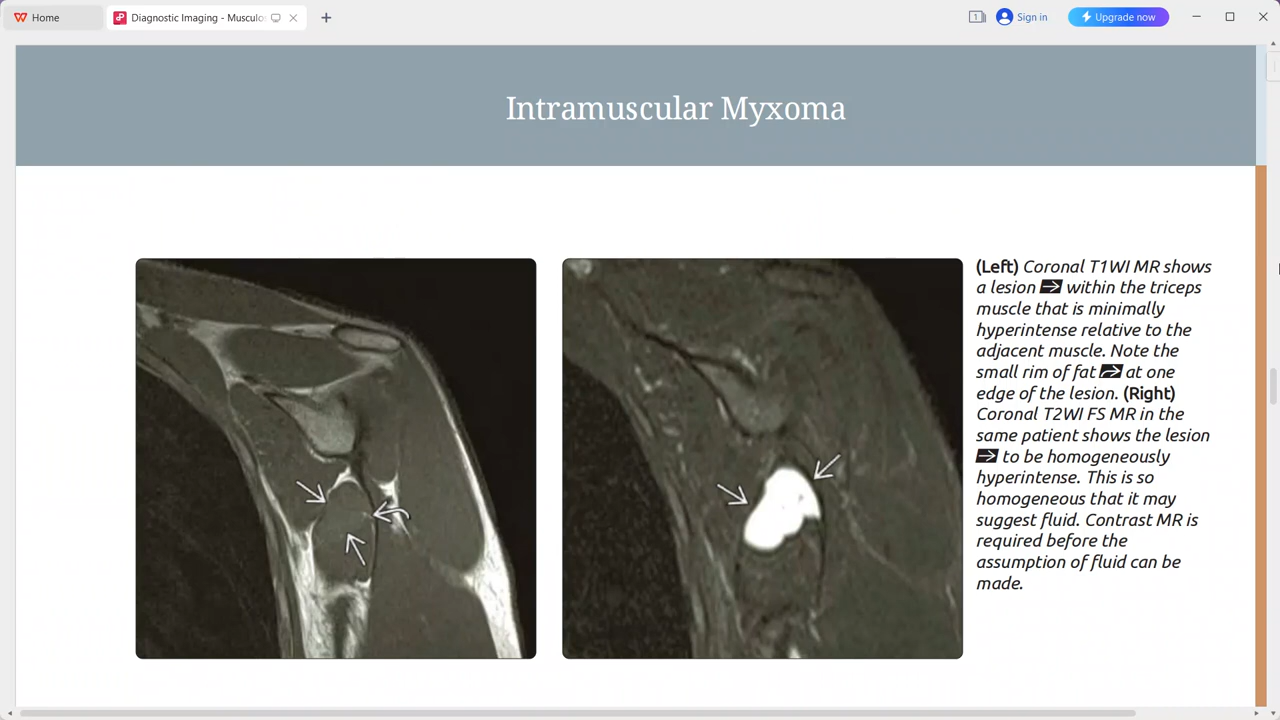 Home
Diagnostic Imaging - Musculo
1
Sign in
Upgrade now
Intramuscular Myxoma
(Left) Coronal T1WI MR shows
a lesion ➡ within the triceps
muscle that is minimally
hyperintense relative to the
adjacent muscle. Note the
small rim of fat ⮫ at one
edge of the lesion. (Right)
Coronal T2WI FS MR in the
same patient shows the lesion
➡ to be homogeneously
hyperintense. This is so
homogeneous that it may
suggest fluid. Contrast MR is
required before the
assumption of fluid can be
made.